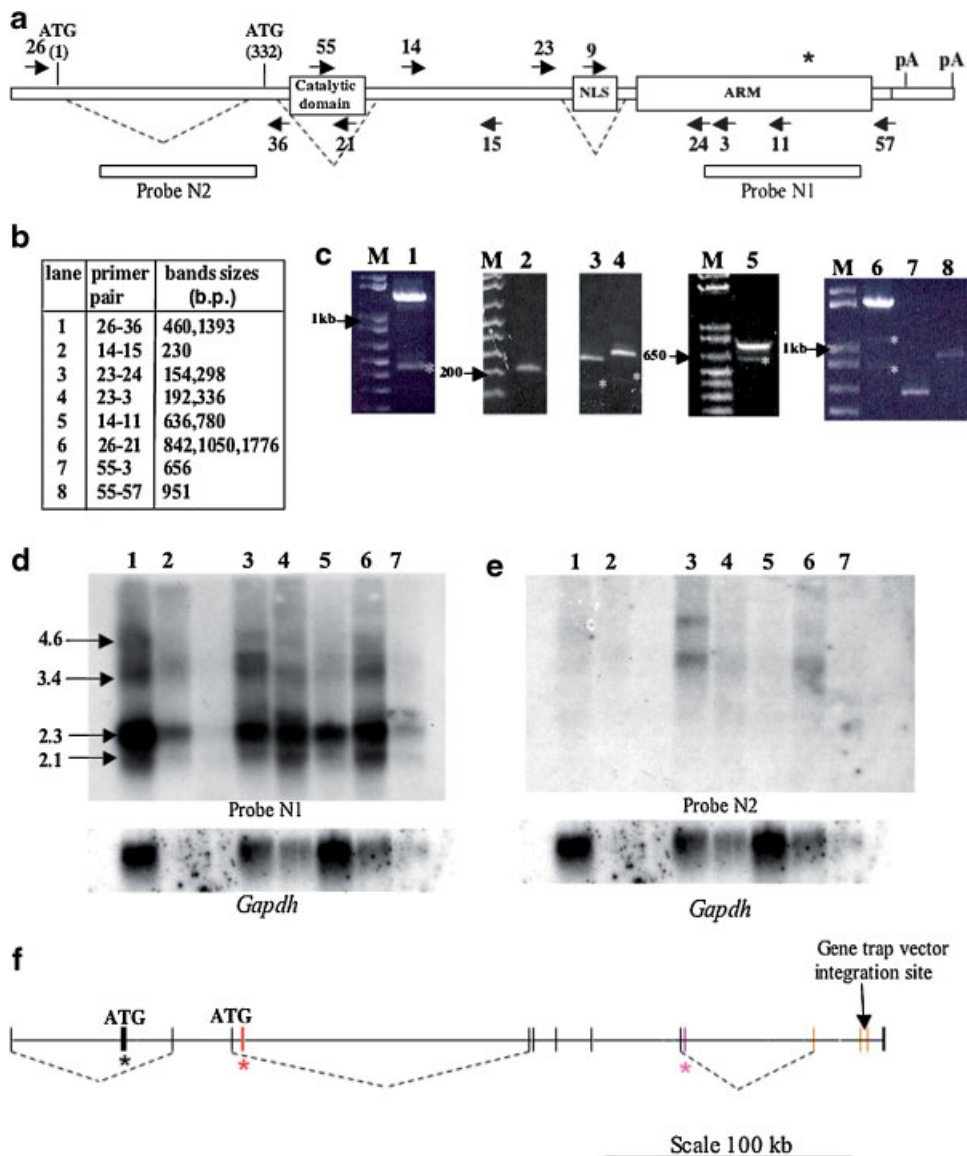 a
ATG
(1)
ATG
(332)
26
55
14
23
9
*
pA
pA
Catalytic
domain
NLS
ARM
36
21
15
24
3
11
57
Probe N2
Probe N1
b
lane primer pair bands sizes (b.p.)
1 26-36 460,1393
2 14-15 230
3 23-24 154,298
4 23-3 192,336
5 14-11 636,780
6 26-21 842,1050,1776
7 55-3 656
8 55-57 951
c
M 1
1kb
*
M 2
200
3 4
* *
M 5
650
*
M 6 7 8
1kb
*
*
d
1 2 3 4 5 6 7
4.6
3.4
2.3
2.1
Probe N1
Gapdh
e
1 2 3 4 5 6 7
Probe N2
Gapdh
f
Gene trap vector
integration site
ATG ATG
* * *
Scale 100 kb